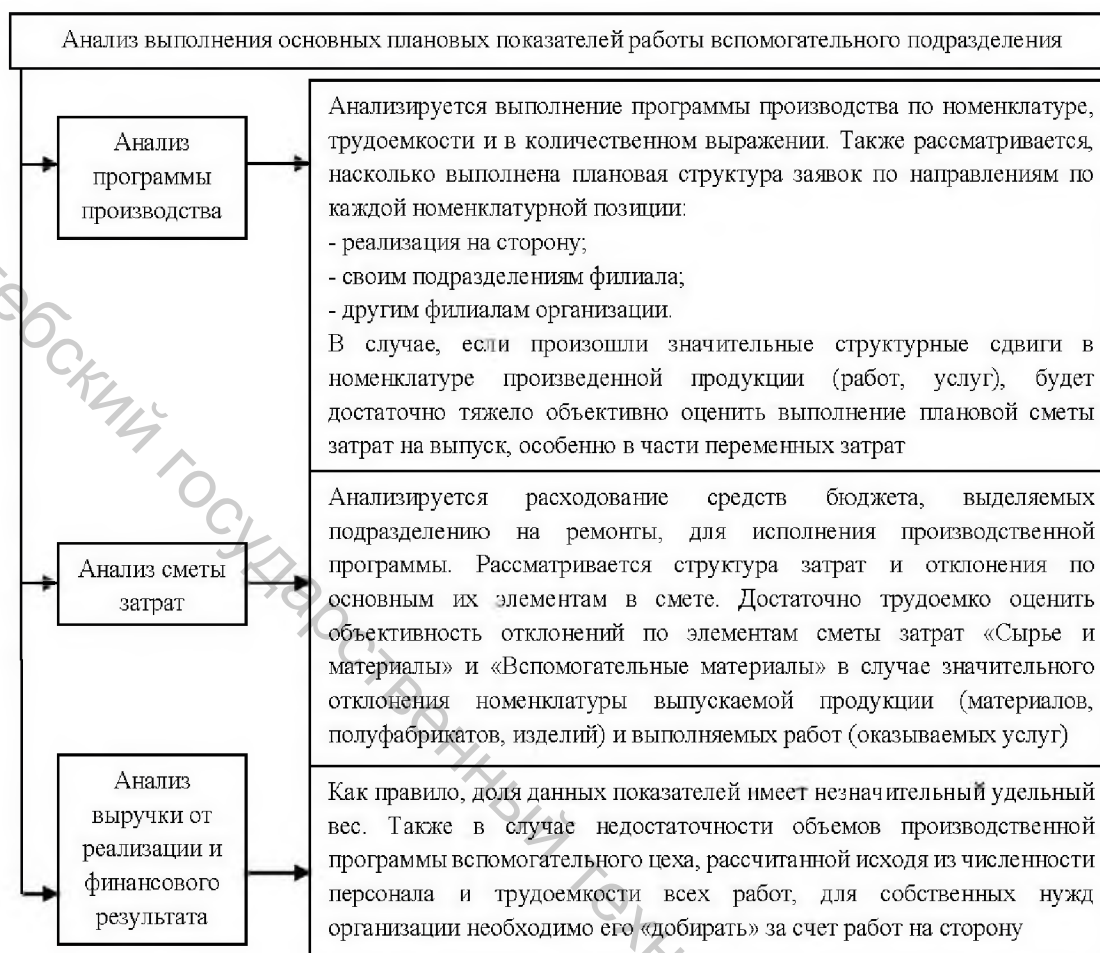 Анализ выполнения основных плановых показателей работы вспомогательного подразделения
Анализ
программы
производства
Анализируется выполнение программы производства по номенклатуре,
трудоемкости и в количественном выражении. Также рассматривается,
насколько выполнена плановая структура заявок по направлениям по
каждой номенклатурной позиции:
- реализация на сторону;
- своим подразделениям филиала;
- другим филиалам организации.
В случае, если произошли значительные структурные сдвиги в
номенклатуре произведенной продукции (работ, услуг), будет
достаточно тяжело объективно оценить выполнение плановой сметы
затрат на выпуск, особенно в части переменных затрат
Анализ сметы
затрат
Анализируется расходование средств бюджета, выделяемых
подразделению на ремонты, для исполнения производственной
программы. Рассматривается структура затрат и отклонения по
основным их элементам в смете. Достаточно трудоемко оценить
объективность отклонений по элементам сметы затрат «Сырье и
материалы» и «Вспомогательные материалы» в случае значительного
отклонения номенклатуры выпускаемой продукции (материалов,
полуфабрикатов, изделий) и выполняемых работ (оказываемых услуг)
Анализ
выручки от
реализации и
финансового
результата
Как правило, доля данных показателей имеет незначительный удельный
вес. Также в случае недостаточности объемов производственной
программы вспомогательного цеха, рассчитанной исходя из численности
персонала и трудоемкости всех работ, для собственных нужд
организации необходимо его «добирать» за счет работ на сторону
государственный